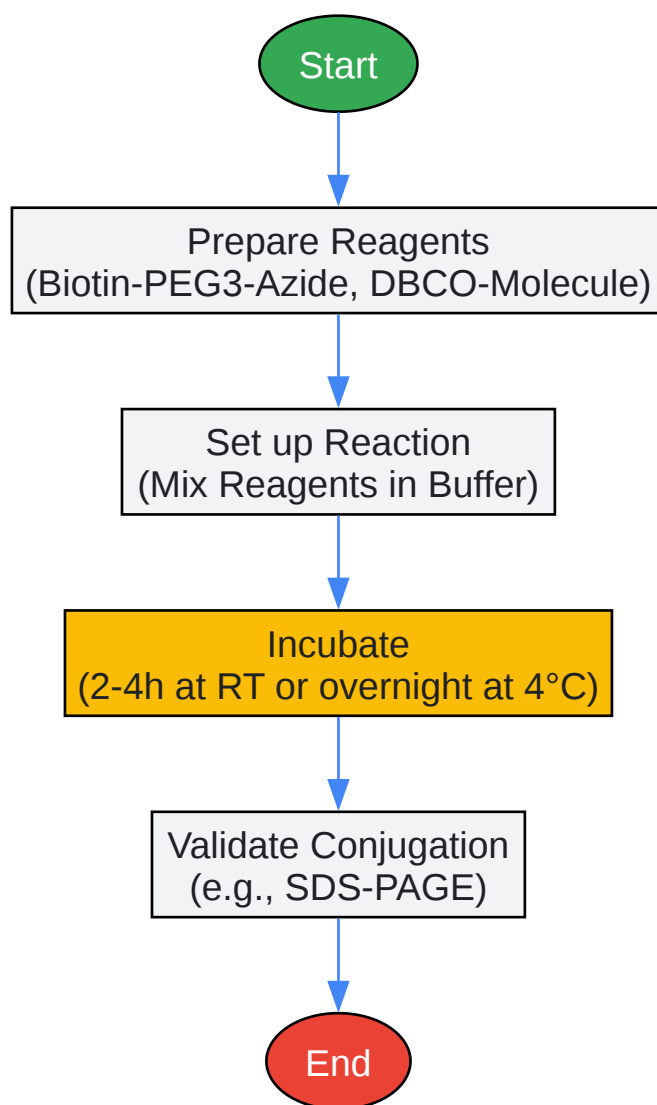 Start
Prepare Reagents
(Biotin-PEG3-Azide, DBCO-Molecule)
Set up Reaction
(Mix Reagents in Buffer)
Incubate
(2-4h at RT or overnight at 4°C)
Validate Conjugation
(e.g., SDS-PAGE)
End